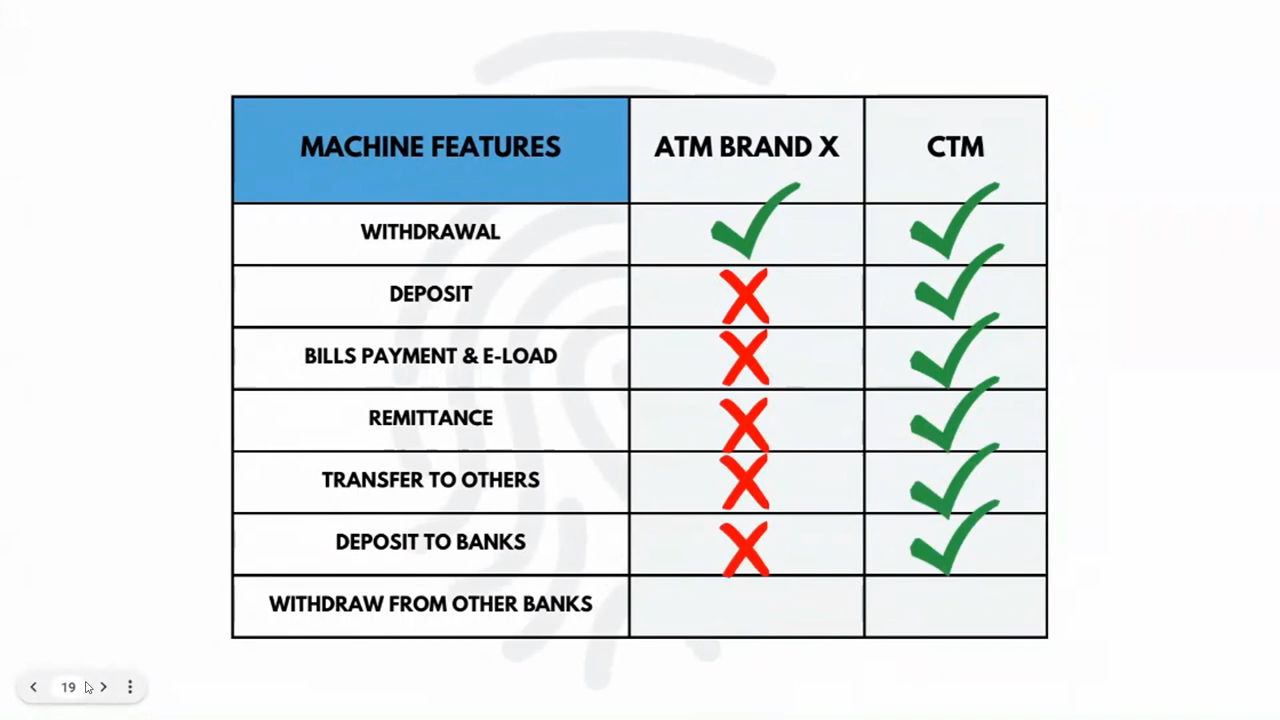 MACHINE FEATURES
ATM BRAND X
CTM
WITHDRAWAL
DEPOSIT
BILLS PAYMENT & E-LOAD
REMITTANCE
TRANSFER TO OTHERS
DEPOSIT TO BANKS
WITHDRAW FROM OTHER BANKS
19